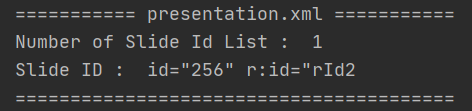 =========== presentation.xml ===========
Number of Slide Id List :  1
Slide ID :  id="256" r:id="rId2
========================================